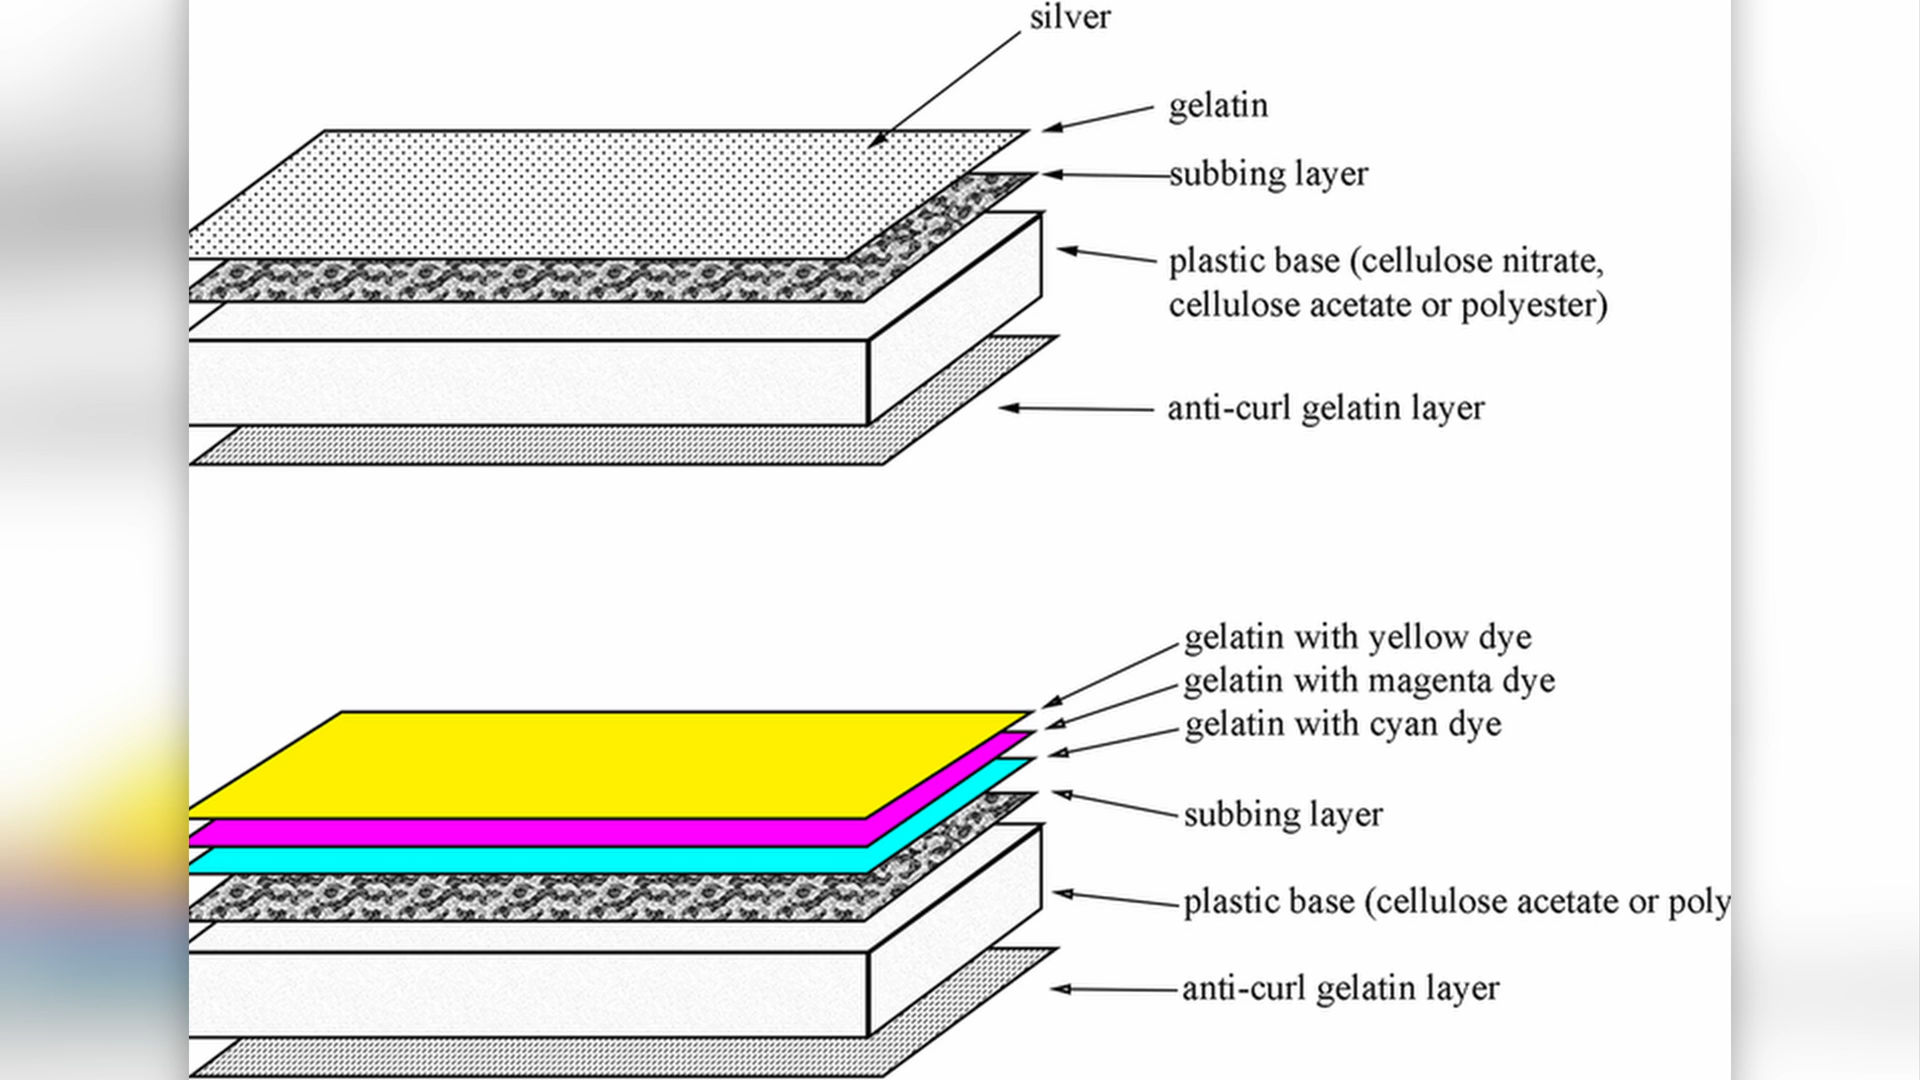 silver
gelatin
subbing layer
plastic base (cellulose nitrate,
cellulose acetate or polyester)
anti-curl gelatin layer
gelatin with yellow dye
gelatin with magenta dye
gelatin with cyan dye
subbing layer
plastic base (cellulose acetate or poly
anti-curl gelatin layer